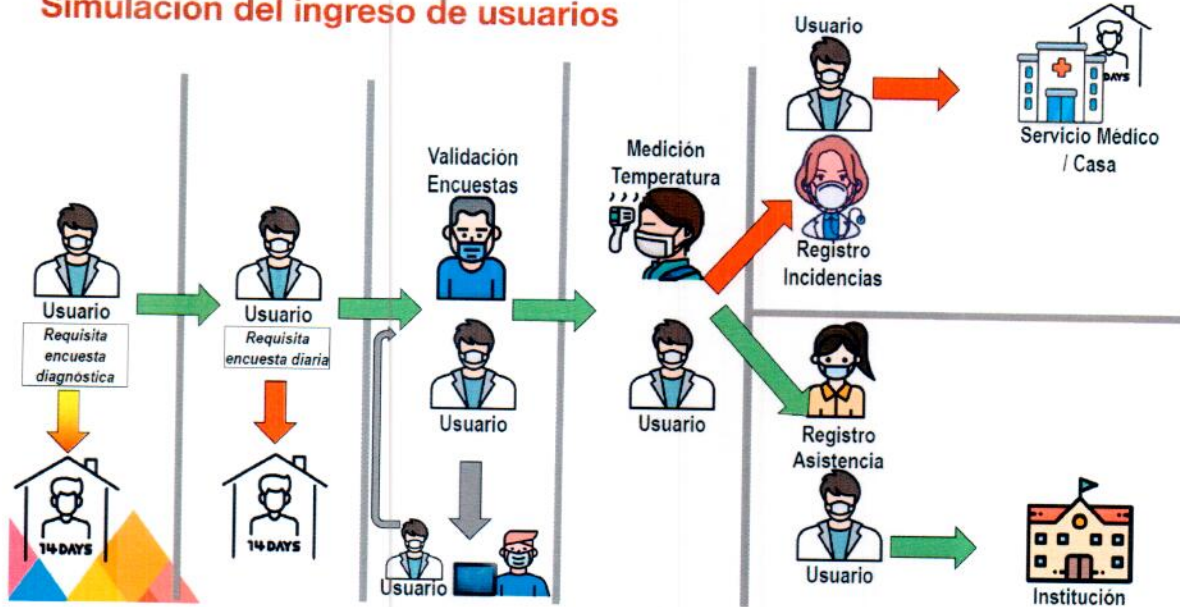 Simulación del ingreso de usuarios
Usuario
Requisita
encuesta
diagnóstica
14 DAYS
Usuario
Requisita
encuesta diaria
14 DAYS
Validación
Encuestas
Usuario
Usuario
Medición
Temperatura
Usuario
Usuario
Registro
Incidencias
DAYS
Servicio Médico
/ Casa
Registro
Asistencia
Usuario
Institución